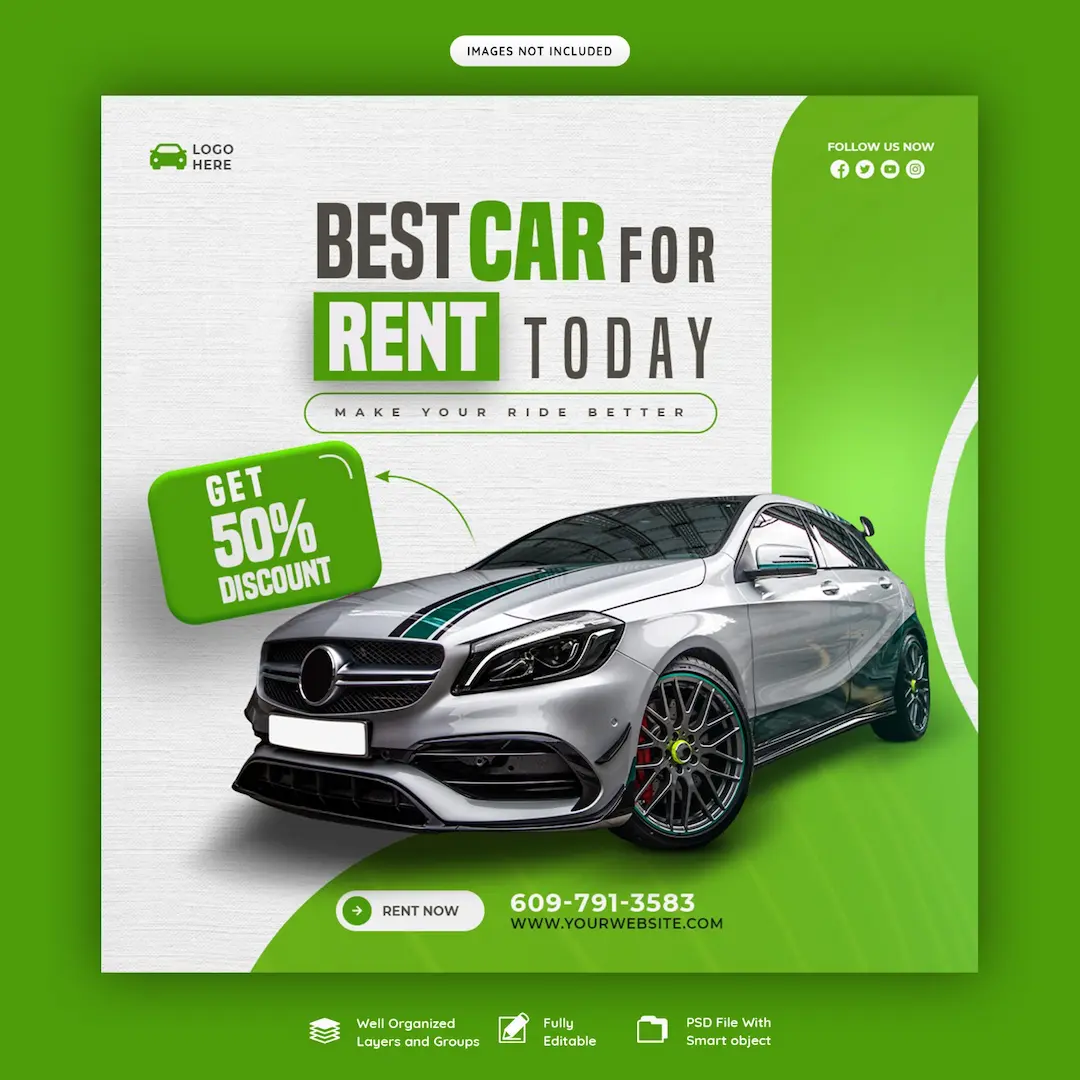 IMAGES NOT INCLUDED
LOGO
HERE
FOLLOW US NOW
BEST CAR FOR
RENT TODAY
MAKE YOUR RIDE BETTER
GET
50%
DISCOUNT
RENT NOW
609-791-3583
WWW.YOURWEBSITE.COM
Well Organized
Layers and Groups
Fully
Editable
PSD File With
Smart object